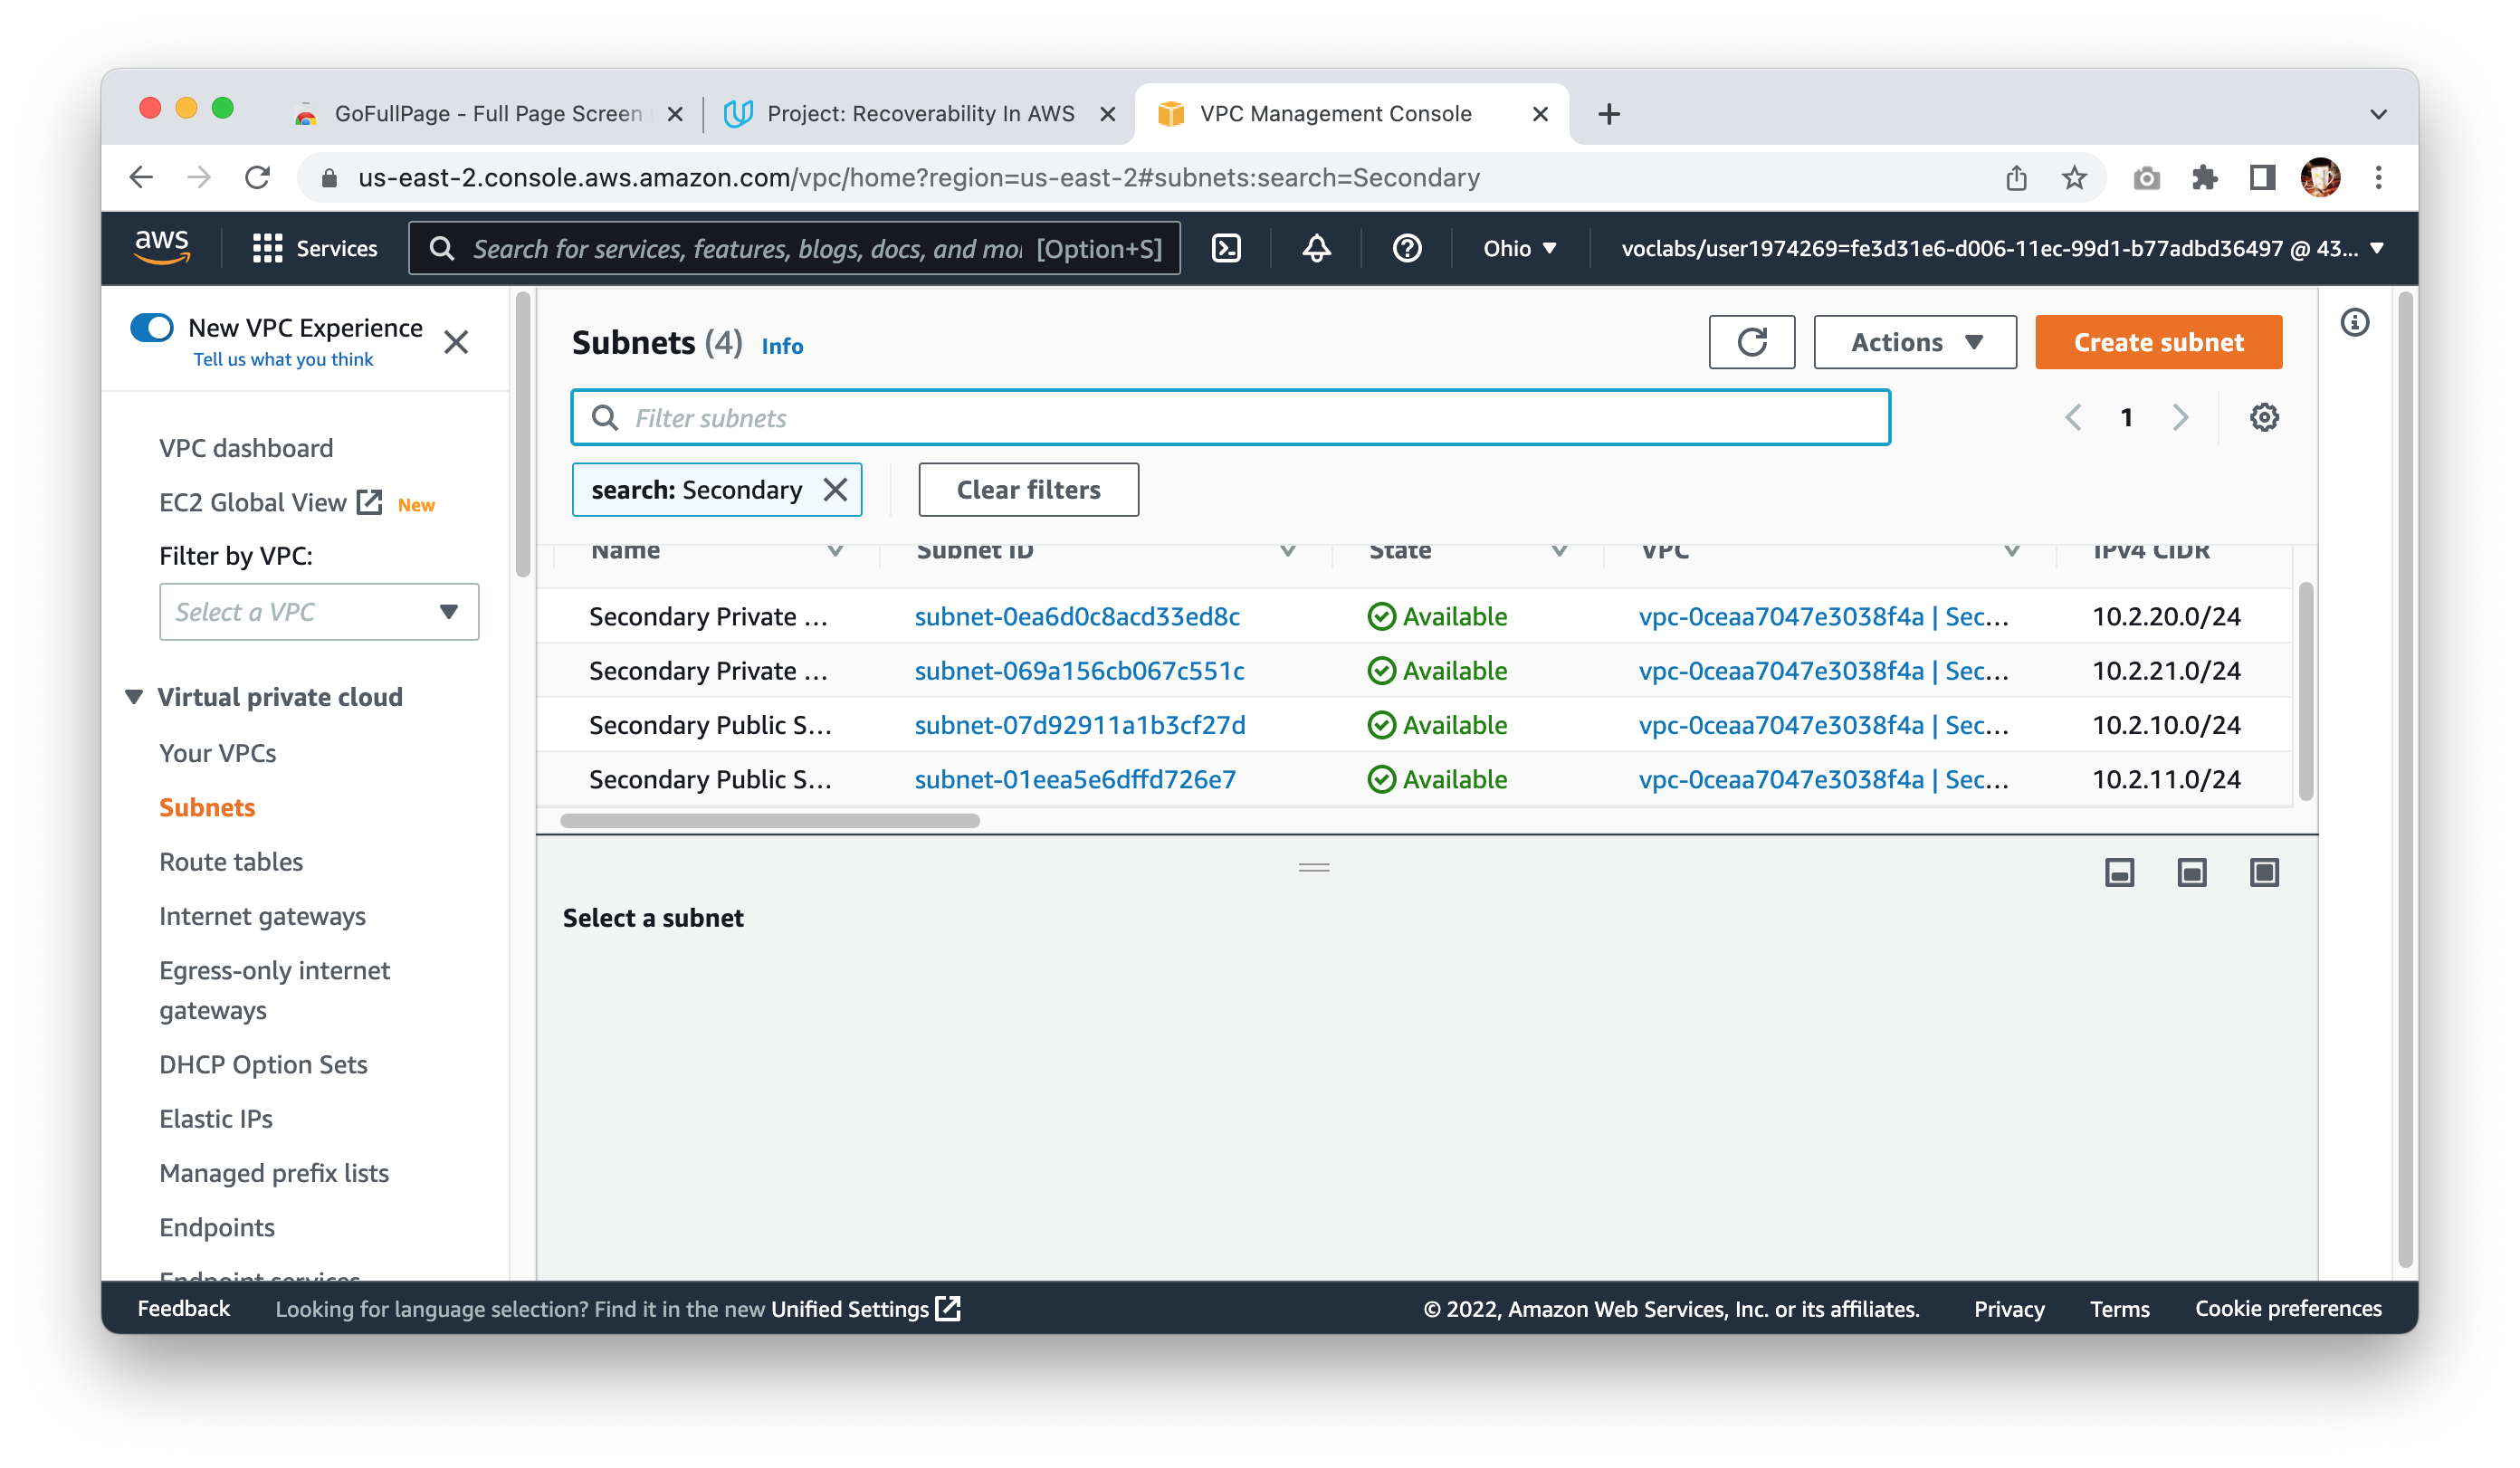 GoFullPage - Full Page Screen
Project: Recoverability In AWS
VPC Management Console
us-east-2.console.aws.amazon.com/vpc/home?region=us-east-2#subnets:search=Secondary
aws
Services
Search for services, features, blogs, docs, and mo
[Option+S]
Ohio
voclabs/user1974269=fe3d31e6-d006-11ec-99d1-b77adbd36497 @ 43...
New VPC Experience
Tell us what you think
VPC dashboard
EC2 Global View
New
Filter by VPC:
Select a VPC
Virtual private cloud
Your VPCs
Subnets
Route tables
Internet gateways
Egress-only internet
gateways
DHCP Option Sets
Elastic IPs
Managed prefix lists
Endpoints
Endpoint services
Subnets (4) Info
Actions
Create subnet
Filter subnets
1
search: Secondary
Clear filters
Name Subnet ID State VPC IPv4 CIDR
Secondary Private ... subnet-0ea6d0c8acd33ed8c Available vpc-0ceaa7047e3038f4a | Sec... 10.2.20.0/24
Secondary Private ... subnet-069a156cb067c551c Available vpc-0ceaa7047e3038f4a | Sec... 10.2.21.0/24
Secondary Public S... subnet-07d92911a1b3cf27d Available vpc-0ceaa7047e3038f4a | Sec... 10.2.10.0/24
Secondary Public S... subnet-01eea5e6dffd726e7 Available vpc-0ceaa7047e3038f4a | Sec... 10.2.11.0/24
Select a subnet
Feedback
Looking for language selection? Find it in the new Unified Settings
© 2022, Amazon Web Services, Inc. or its affiliates.
Privacy
Terms
Cookie preferences